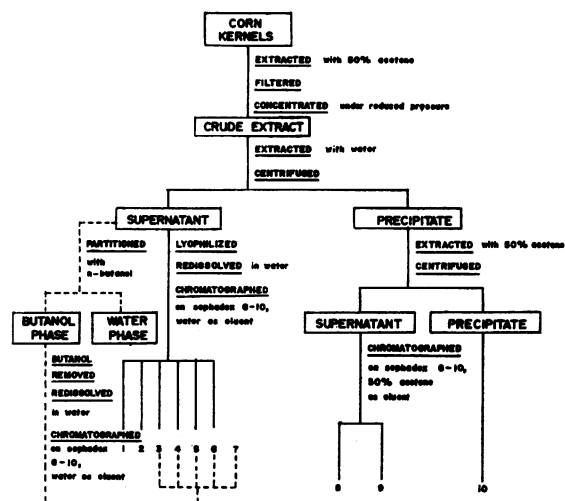 CORN
KERNELS
EXTRACTED with 50% acetone
FILTERED
CONCENTRATED under reduced pressure
CRUDE EXTRACT
EXTRACTED with water
CENTRIFUSED
SUPERNATANT
PRECIPITATE
PARTITIONED
with
n-butanol
LYOPHILIZED
REDISSOLVED in water
CHROMATOGRAPHED
on sephadex G-10,
water as eluent
EXTRACTED with 50% acetone
CENTRIFUSED
BUTANOL
PHASE
WATER
PHASE
SUPERNATANT
PRECIPITATE
BUTANOL
REMOVED
REDISSOLVED
in water
CHROMATOGRAPHED
on sephadex
G-10,
water as eluent
CHROMATOGRAPHED
on sephadex G-10,
50% acetone
as eluent
1 2 3 4 5 6 7
8 9 10